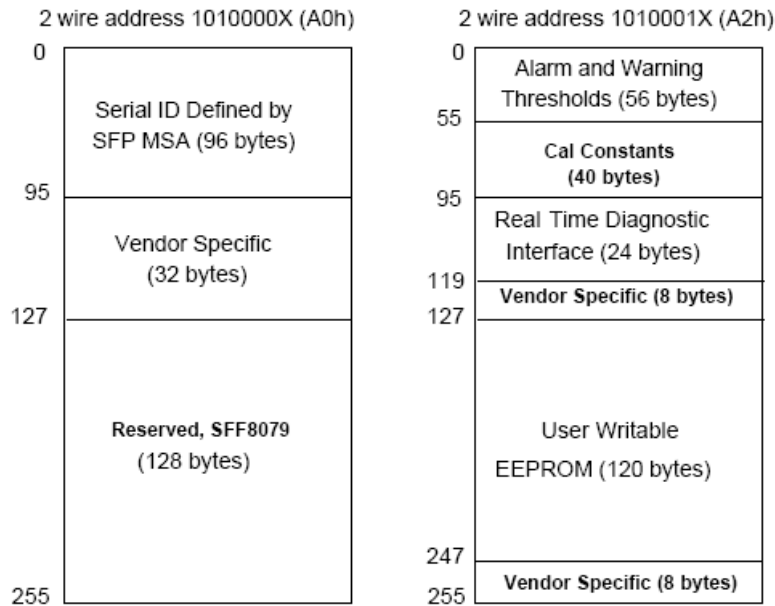 2 wire address 1010000X (A0h)
0
Serial ID Defined by
SFP MSA (96 bytes)
95
Vendor Specific
(32 bytes)
127
Reserved, SFF8079
(128 bytes)
255
2 wire address 1010001X (A2h)
0
Alarm and Warning
Thresholds (56 bytes)
55
Cal Constants
(40 bytes)
95
Real Time Diagnostic
Interface (24 bytes)
119
Vendor Specific (8 bytes)
127
User Writable
EEPROM (120 bytes)
247
Vendor Specific (8 bytes)
255